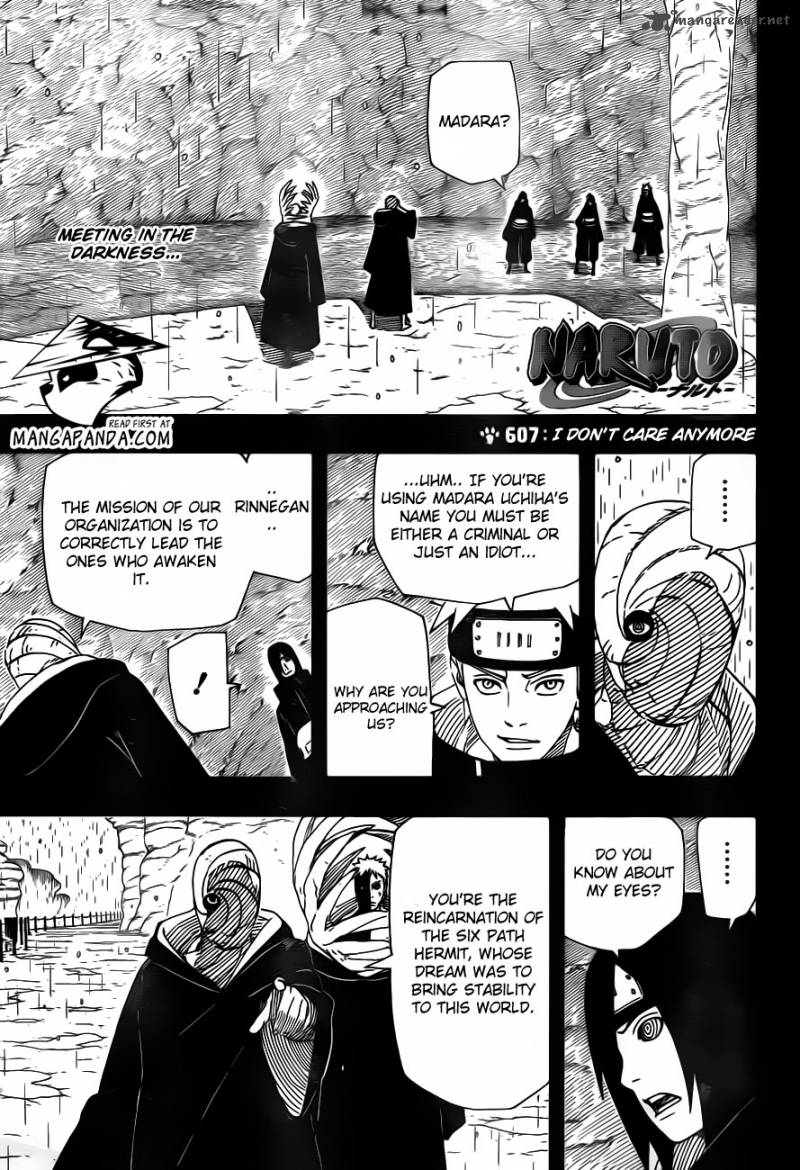 mangareader.net
MADARA?
MEETING IN THE
DARKNESS...
NARUTO
-ナルト-
READ FIRST AT
MANGAPANDA.COM
607: I DON'T CARE ANYMORE
......
...UHM.. IF YOU'RE
USING MADARA UCHIHA'S
NAME YOU MUST BE
EITHER A CRIMINAL OR
JUST AN IDIOT...
WHY ARE YOU
APPROACHING
US?
..
RINNEGAN
..
THE MISSION OF OUR
ORGANIZATION IS TO
CORRECTLY LEAD THE
ONES WHO AWAKEN
IT.
!
......
DO YOU
KNOW ABOUT
MY EYES?
YOU'RE THE
REINCARNATION OF
THE SIX PATH
HERMIT, WHOSE
DREAM WAS TO
BRING STABILITY
TO THIS WORLD.